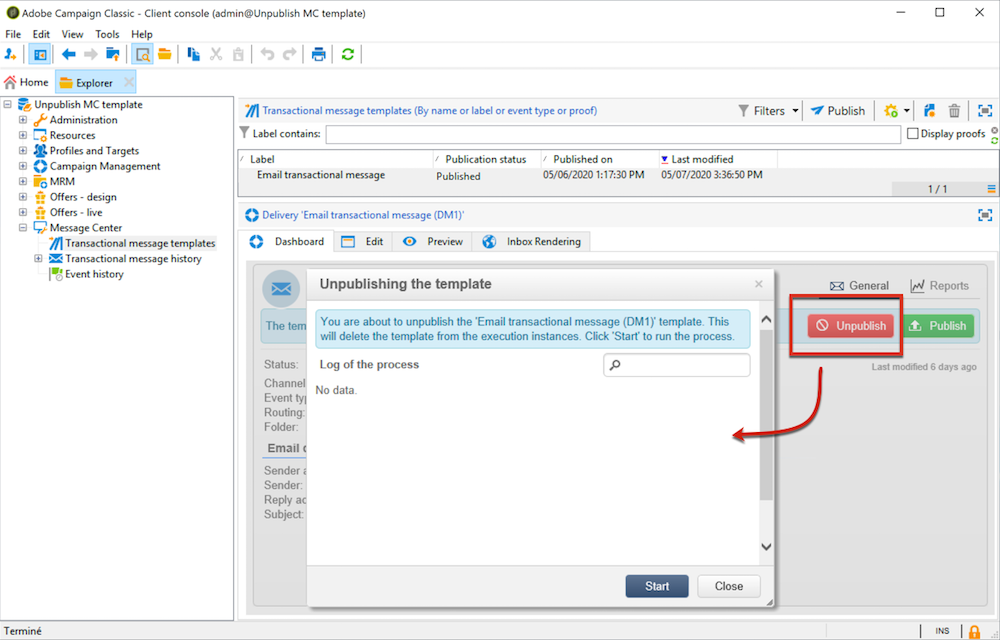 Adobe Campaign Classic - Client console (admin@Unpublish MC template)
File Edit View Tools Help
Home Explorer
Unpublish MC template
Administration
Resources
Profiles and Targets
Campaign Management
MRM
Offers - design
Offers - live
Message Center
Transactional message templates
Transactional message history
Event history
Transactional message templates (By name or label or event type or proof)
Filters Publish
Label contains: Display proofs
Label Publication status Published on Last modified
Email transactional message Published 05/06/2020 1:17:30 PM 05/07/2020 3:36:50 PM
1 / 1
Delivery 'Email transactional message (DM1)'
Dashboard Edit Preview Inbox Rendering
General Reports
The tem
Unpublish Publish
Last modified 6 days ago
Status:
Channel
Event typ
Routing:
Folder:
Email
Sender a
Sender:
Reply ac
Subject:
Unpublishing the template
You are about to unpublish the 'Email transactional message (DM1)' template. This
will delete the template from the execution instances. Click 'Start' to run the process.
Log of the process
No data.
Start Close
Terminé INS